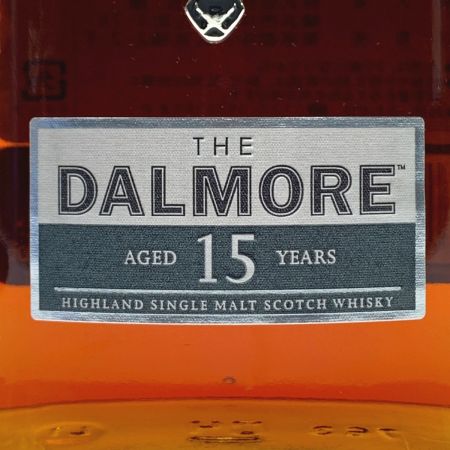 THE
DALMORE™
AGED 15 YEARS
HIGHLAND SINGLE MALT SCOTCH WHISKY